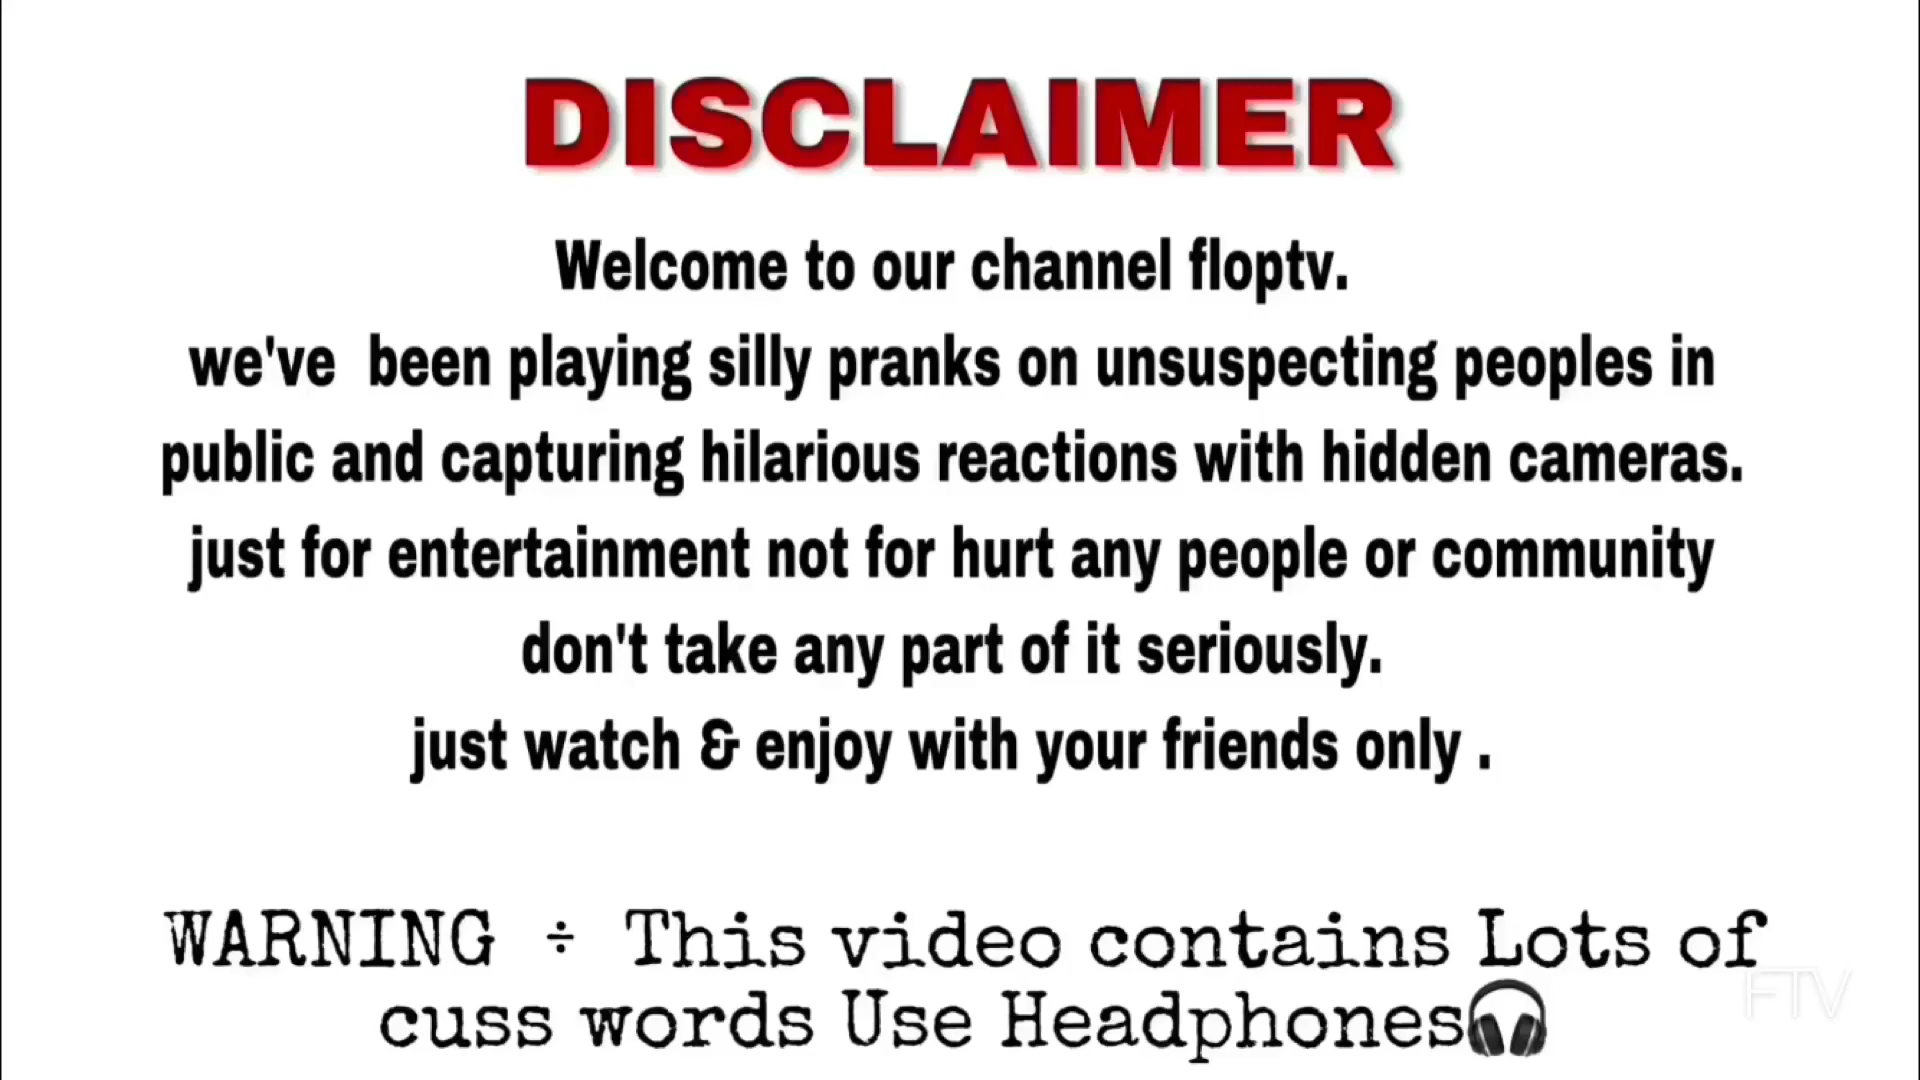 DISCLAIMER
Welcome to our channel floptv.
we've  been playing silly pranks on unsuspecting peoples in
public and capturing hilarious reactions with hidden cameras.
just for entertainment not for hurt any people or community
don't take any part of it seriously.
just watch & enjoy with your friends only .
WARNING ÷ This video contains Lots of
cuss words Use Headphones🎧
FTV